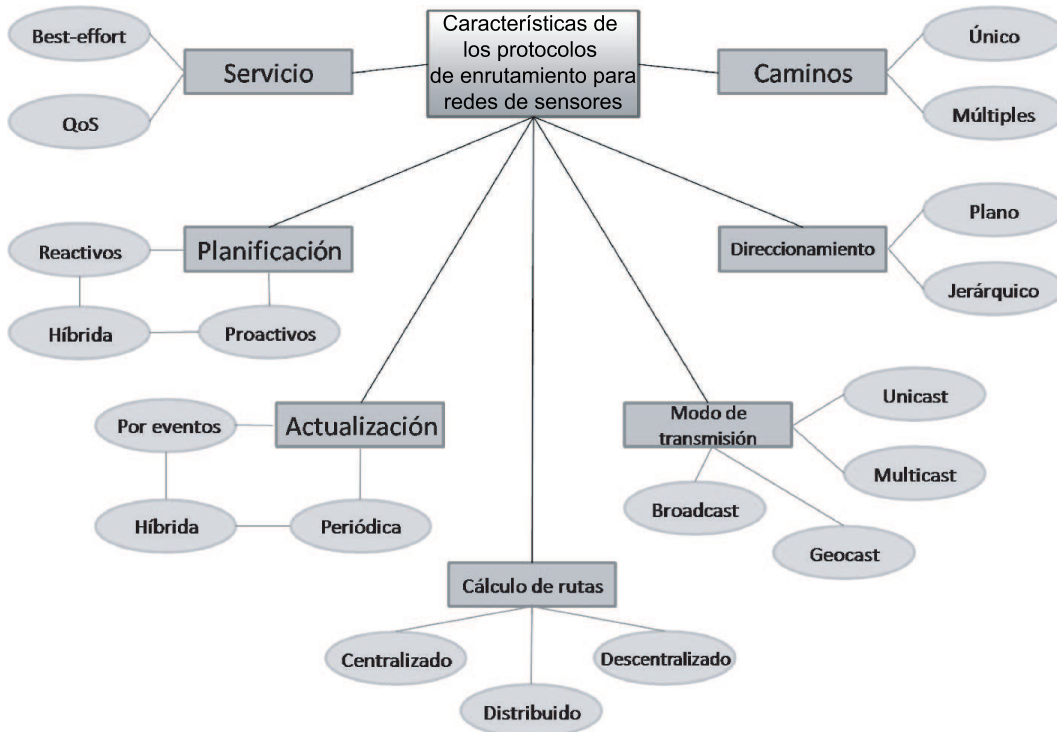 Características de
los protocolos
de enrutamiento para
redes de sensores
Best-effort
Servicio
QoS
Único
Caminos
Múltiples
Reactivos
Planificación
Híbrida
Proactivos
Plano
Direccionamiento
Jerárquico
Por eventos
Actualización
Híbrida
Periódica
Modo de
transmisión
Unicast
Multicast
Broadcast
Geocast
Cálculo de rutas
Centralizado
Descentralizado
Distribuido